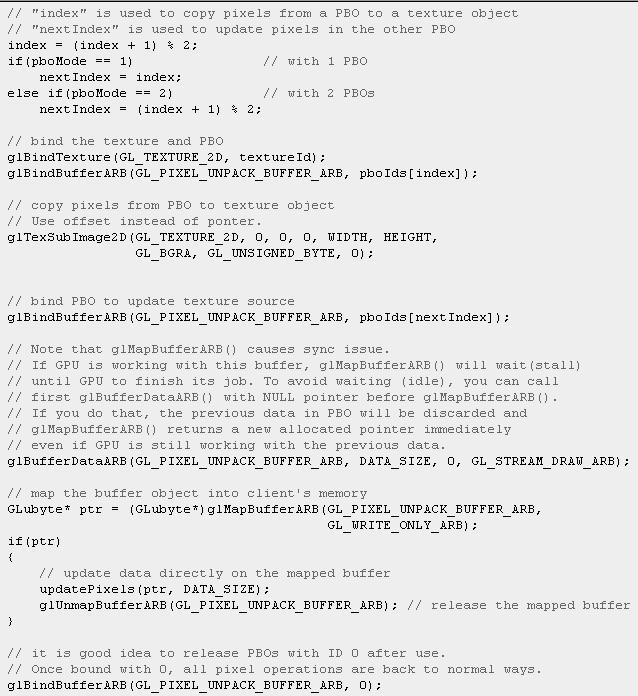 // "index" is used to copy pixels from a PBO to a texture object
// "nextIndex" is used to update pixels in the other PBO
index = (index + 1) % 2;
if(pboMode == 1)                // with 1 PBO
    nextIndex = index;
else if(pboMode == 2)           // with 2 PBOs
    nextIndex = (index + 1) % 2;

// bind the texture and PBO
glBindTexture(GL_TEXTURE_2D, textureId);
glBindBufferARB(GL_PIXEL_UNPACK_BUFFER_ARB, pboIds[index]);

// copy pixels from PBO to texture object
// Use offset instead of ponter.
glTexSubImage2D(GL_TEXTURE_2D, 0, 0, 0, WIDTH, HEIGHT,
                GL_BGRA, GL_UNSIGNED_BYTE, 0);

// bind PBO to update texture source
glBindBufferARB(GL_PIXEL_UNPACK_BUFFER_ARB, pboIds[nextIndex]);

// Note that glMapBufferARB() causes sync issue.
// If GPU is working with this buffer, glMapBufferARB() will wait(stall)
// until GPU to finish its job. To avoid waiting (idle), you can call
// first glBufferDataARB() with NULL pointer before glMapBufferARB().
// If you do that, the previous data in PBO will be discarded and
// glMapBufferARB() returns a new allocated pointer immediately
// even if GPU is still working with the previous data.
glBufferDataARB(GL_PIXEL_UNPACK_BUFFER_ARB, DATA_SIZE, 0, GL_STREAM_DRAW_ARB);

// map the buffer object into client's memory
GLubyte* ptr = (GLubyte*)glMapBufferARB(GL_PIXEL_UNPACK_BUFFER_ARB,
                                        GL_WRITE_ONLY_ARB);
if(ptr)
{
    // update data directly on the mapped buffer
    updatePixels(ptr, DATA_SIZE);
    glUnmapBufferARB(GL_PIXEL_UNPACK_BUFFER_ARB); // release the mapped buffer
}

// it is good idea to release PBOs with ID 0 after use.
// Once bound with 0, all pixel operations are back to normal ways.
glBindBufferARB(GL_PIXEL_UNPACK_BUFFER_ARB, 0);